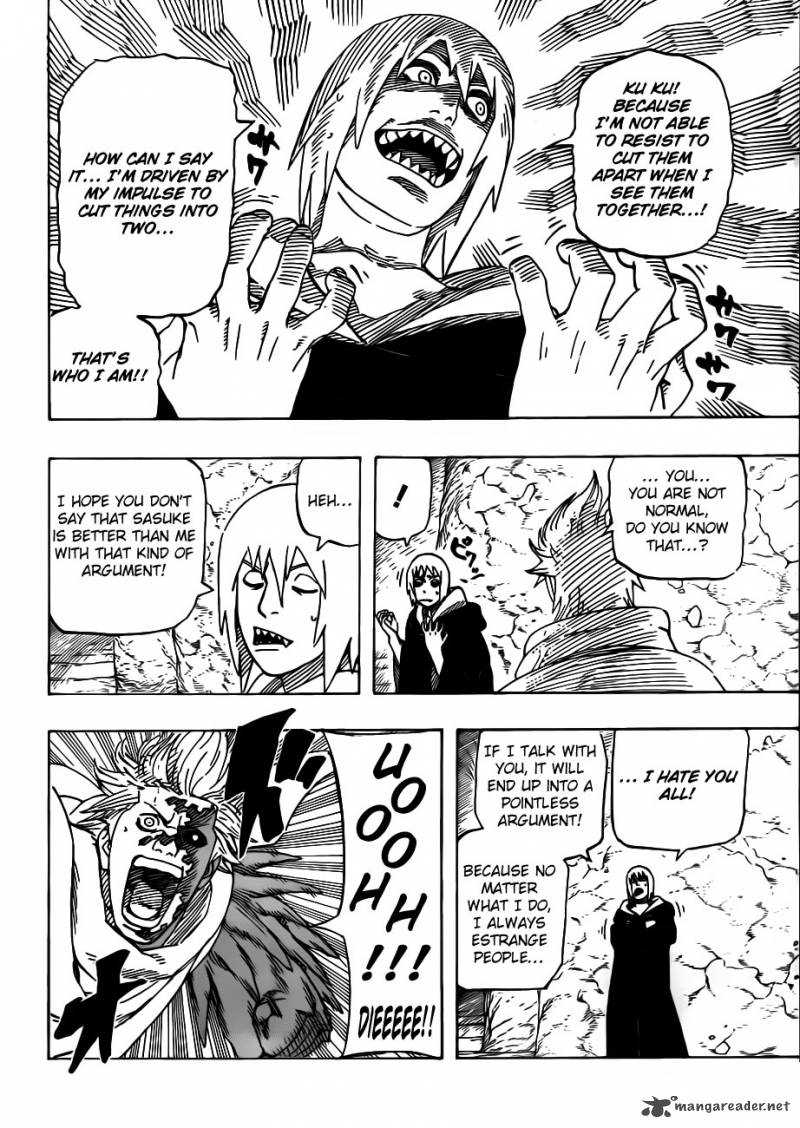 KU KU!
BECAUSE
I'M NOT ABLE
TO RESIST TO
CUT THEM
APART WHEN I
SEE THEM
TOGETHER...!
HOW CAN I SAY
IT... I'M DRIVEN BY
MY IMPULSE TO
CUT THINGS INTO
TWO...
THAT'S
WHO I AM!!
... YOU...
YOU ARE NOT
NORMAL,
DO YOU KNOW
THAT...?
!
ピクッ
HEH...
I HOPE YOU DON'T
SAY THAT SASUKE
IS BETTER THAN ME
WITH THAT KIND OF
ARGUMENT!
... I HATE YOU
ALL!
IF I TALK WITH
YOU, IT WILL
END UP INTO A
POINTLESS
ARGUMENT!
BECAUSE NO
MATTER
WHAT I DO,
I ALWAYS
ESTRANGE
PEOPLE...
UOOOOHH!!!
DIEEEEE!!
mangareader.net